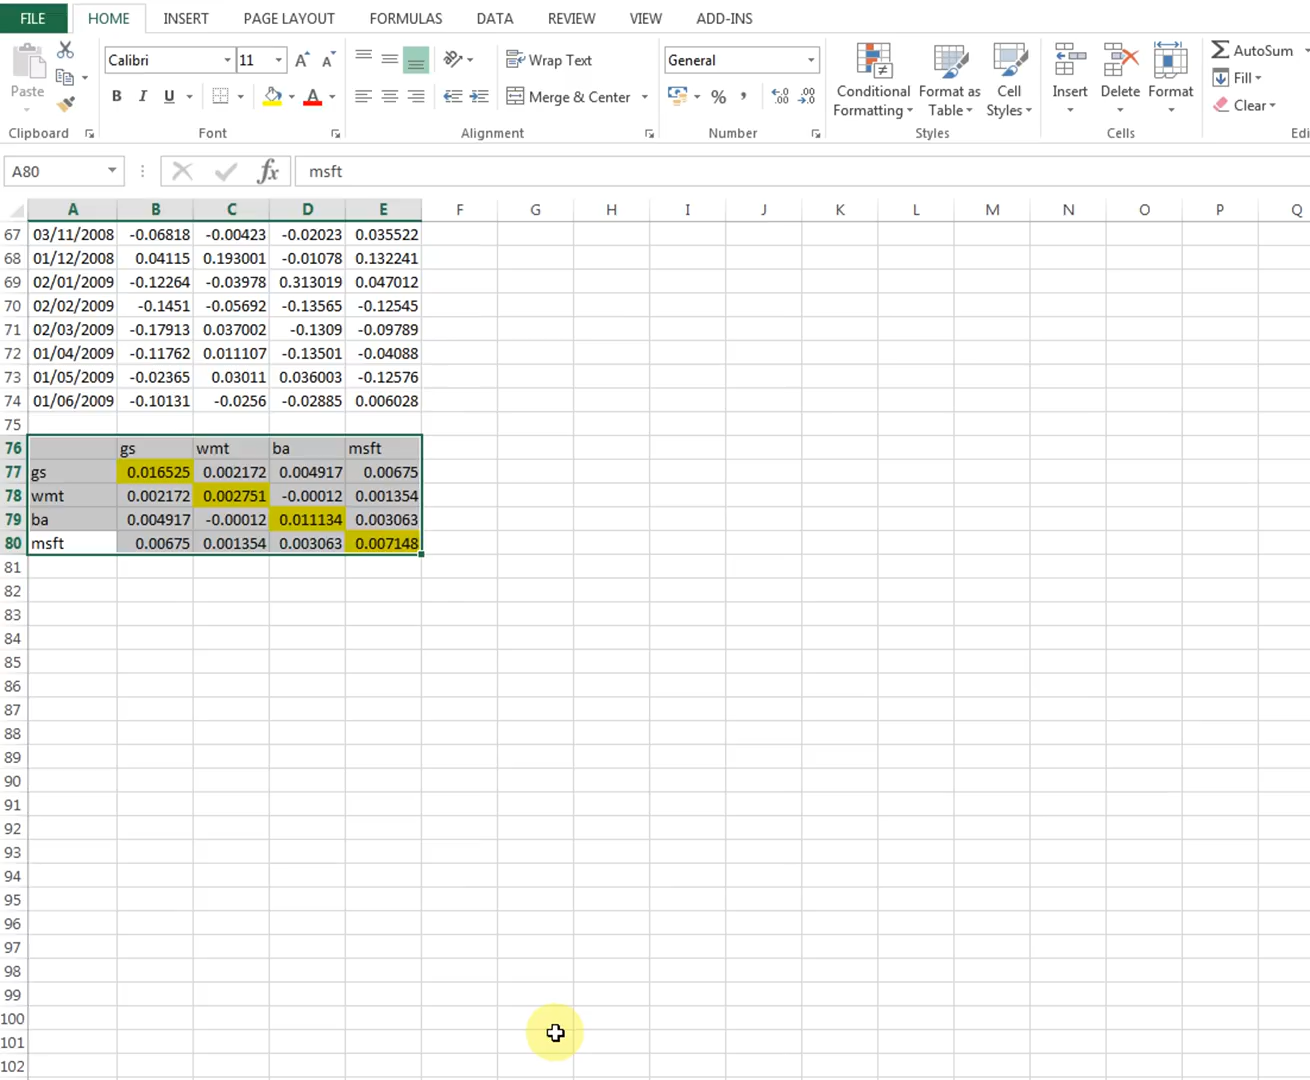 FILE HOME INSERT PAGE LAYOUT FORMULAS DATA REVIEW VIEW ADD-INS
Calibri 11 Wrap Text General AutoSum
Paste B I U Merge & Center % , .00 .0 Conditional Formatting Format as Table Cell Styles Insert Delete Format Fill
Clear
Clipboard Font Alignment Number Styles Cells Edi
A80 fx msft
A B C D E F G H I J K L M N O P Q
67 03/11/2008 -0.06818 -0.00423 -0.02023 0.035522
68 01/12/2008 0.04115 0.193001 -0.01078 0.132241
69 02/01/2009 -0.12264 -0.03978 0.313019 0.047012
70 02/02/2009 -0.1451 -0.05692 -0.13565 -0.12545
71 02/03/2009 -0.17913 0.037002 -0.1309 -0.09789
72 01/04/2009 -0.11762 0.011107 -0.13501 -0.04088
73 01/05/2009 -0.02365 0.03011 0.036003 -0.12576
74 01/06/2009 -0.10131 -0.0256 -0.02885 0.006028
75
76 gs wmt ba msft
77 gs 0.016525 0.002172 0.004917 0.00675
78 wmt 0.002172 0.002751 -0.00012 0.001354
79 ba 0.004917 -0.00012 0.011134 0.003063
80 msft 0.00675 0.001354 0.003063 0.007148
81
82
83
84
85
86
87
88
89
90
91
92
93
94
95
96
97
98
99
100
101
102